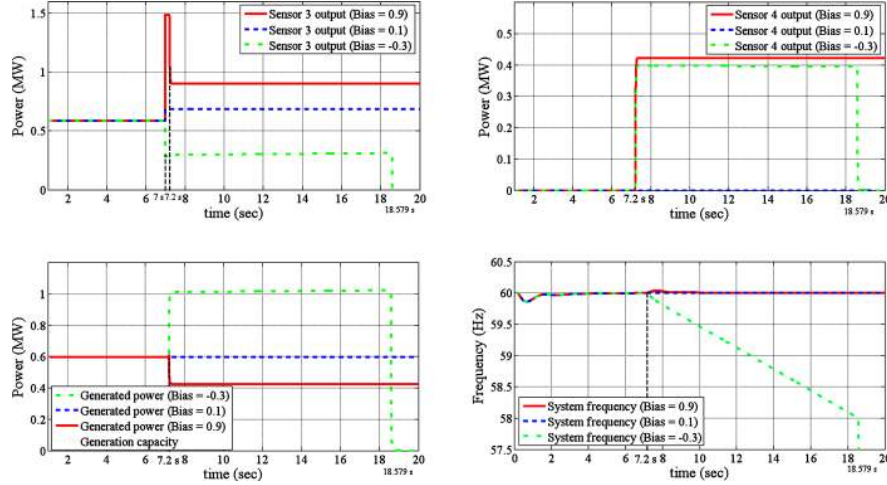 Sensor 3 output (Bias = 0.9)
Sensor 3 output (Bias = 0.1)
Sensor 3 output (Bias = -0.3)
Power (MW)
1.5
1
0.5
0
2 4 6 7 s 7.2 s 8 10 12 14 16 18 20
18.579 s
time (sec)
Sensor 4 output (Bias = 0.9)
Sensor 4 output (Bias = 0.1)
Sensor 4 output (Bias = -0.3)
Power (MW)
0.5
0.4
0.3
0.2
0.1
0
2 4 6 7.2 s 8 10 12 14 16 18 20
18.579 s
time (sec)
Power (MW)
1
0.8
0.6
0.4
0.2
0
Generated power (Bias = -0.3)
Generated power (Bias = 0.1)
Generated power (Bias = 0.9)
Generation capacity
2 4 6 7.2 s 8 10 12 14 16 18 20
18.579 s
time (sec)
Frequency (Hz)
60.5
60
59.5
59
58.5
58
57.5
System frequency (Bias = 0.9)
System frequency (Bias = 0.1)
System frequency (Bias = -0.3)
0 2 4 6 7.2 s 8 10 12 14 16 18 20
18.579 s
time (sec)